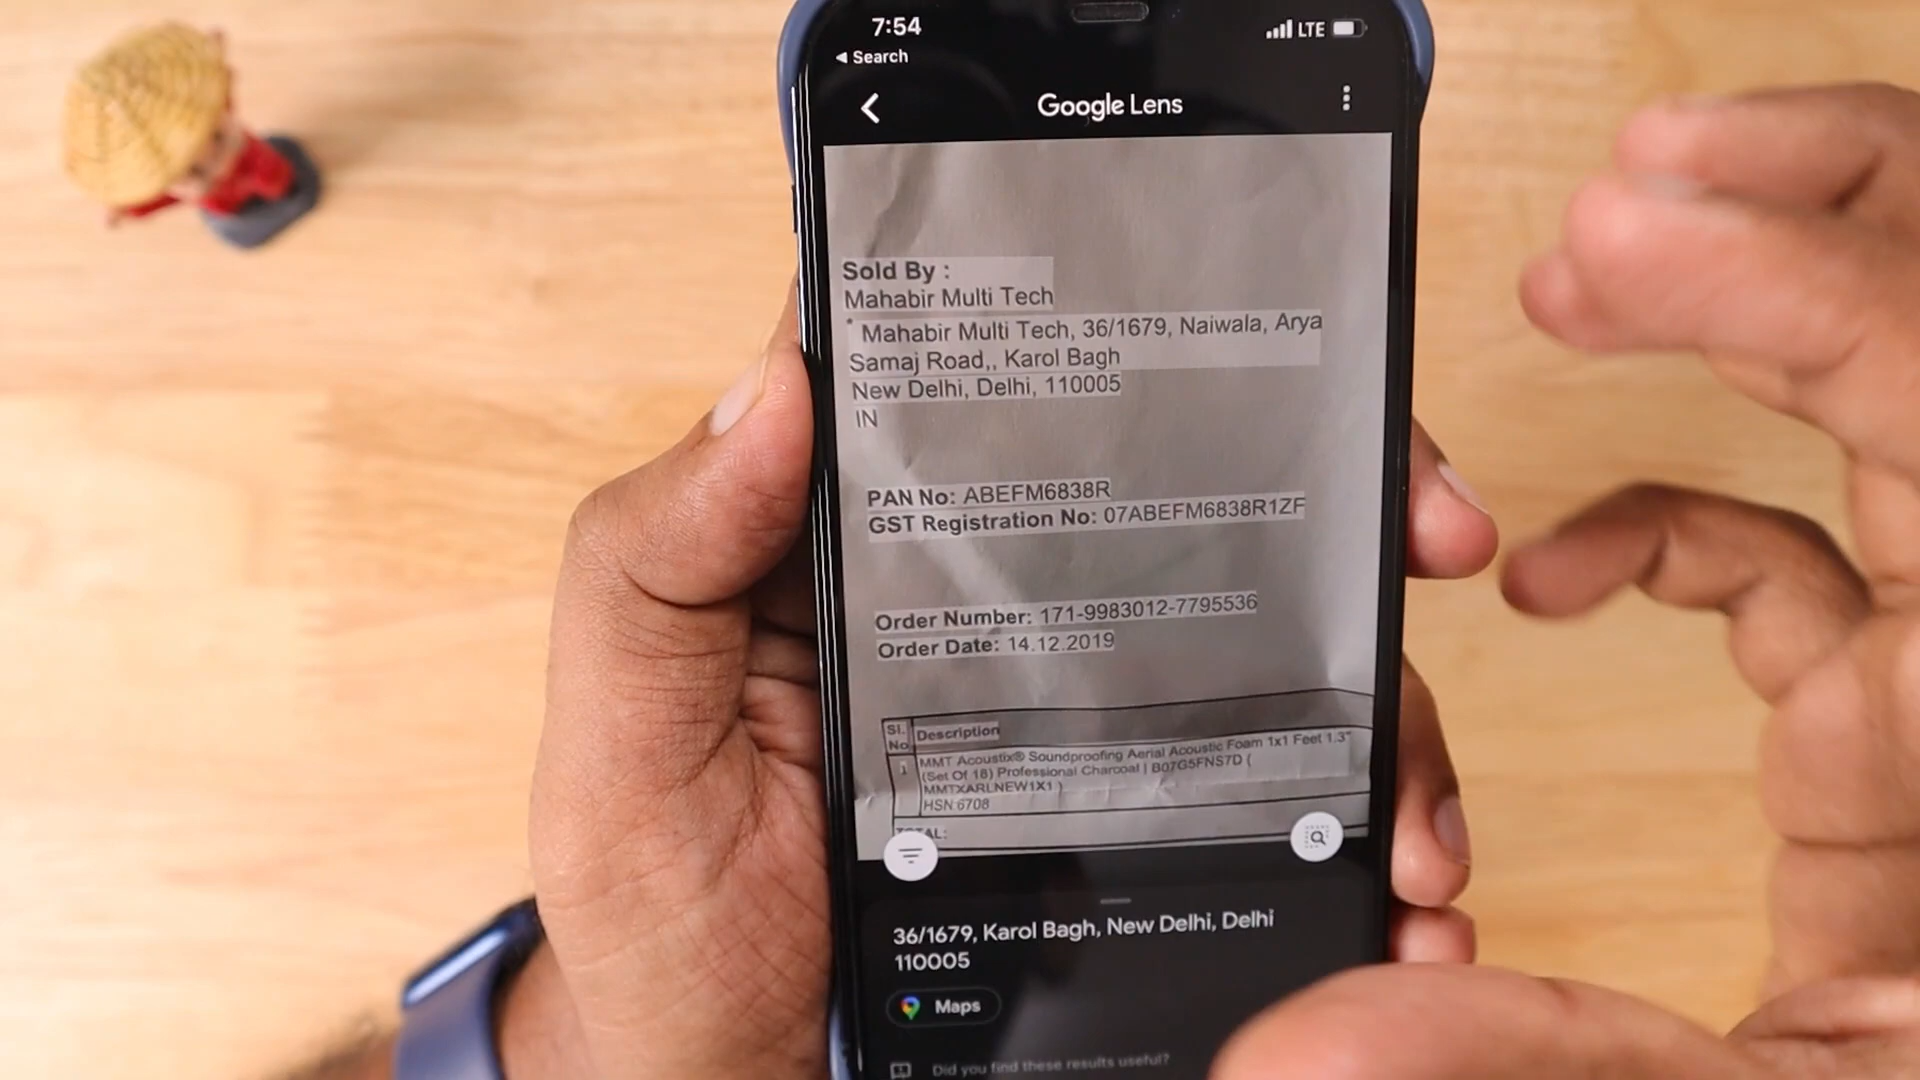 7:54
LTE
Search
Google Lens
Sold By :
Mahabir Multi Tech
* Mahabir Multi Tech, 36/1679, Naiwala, Arya
Samaj Road,, Karol Bagh
New Delhi, Delhi, 110005
IN
PAN No: ABEFM6838R
GST Registration No: 07ABEFM6838R1ZF
Order Number: 171-9983012-7795536
Order Date: 14.12.2019
Sl.
No
Description
1
MMT Acoustix® Soundproofing Aerial Acoustic Foam 1x1 Feet 1.3"
(Set Of 18) Professional Charcoal | B07G5FNS7D (
MMTXARLNEW1X1 )
HSN:6708
TOTAL:
36/1679, Karol Bagh, New Delhi, Delhi
110005
Maps
Did you find these results useful?